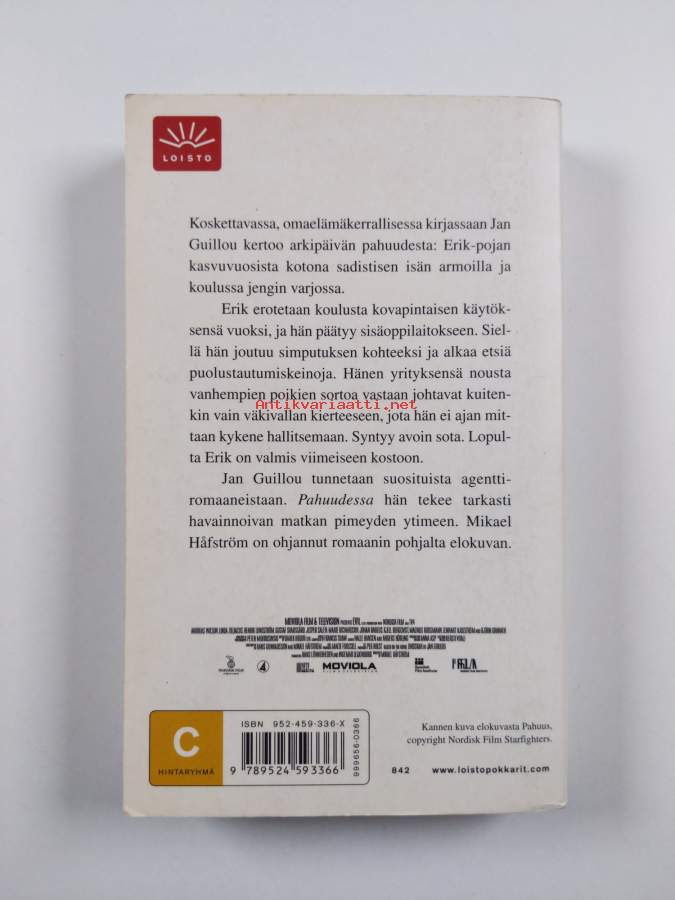 LOISTO
Koskettavassa, omaelämäkerrallisessa kirjassaan Jan
Guillou kertoo arkipäivän pahuudesta: Erik-pojan
kasvuvuosista kotona sadistisen isän armoilla ja
koulussa jengin varjossa.
Erik erotetaan koulusta kovapintaisen käytök-
sensä vuoksi, ja hän päätyy sisäoppilaitokseen. Siel-
lä hän joutuu simputuksen kohteeksi ja alkaa etsiä
puolustautumiskeinoja. Hänen yrityksensä nousta
vanhempien poikien sortoa vastaan johtavat kuiten-
Antikvariaatti.net
kin vain väkivallan kierteeseen, jota hän ei ajan mit-
taan kykene hallitsemaan. Syntyy avoin sota. Lopul-
ta Erik on valmis viimeiseen kostoon.
Jan Guillou tunnetaan suosituista agentti-
romaaneistaan. Pahuudessa hän tekee tarkasti
havainnoivan matkan pimeyden ytimeen. Mikael
Håfström on ohjannut romaanin pohjalta elokuvan.
MOVIOLA FILM & TELEVISION EVIL
MOVIOLA
C
HINTARYHMÄ
ISBN 952-459-336-X
9 789524 593366
999656-0366
Kannen kuva elokuvasta Pahuus,
copyright Nordisk Film Starfighters.
842 www.loistopokkarit.com